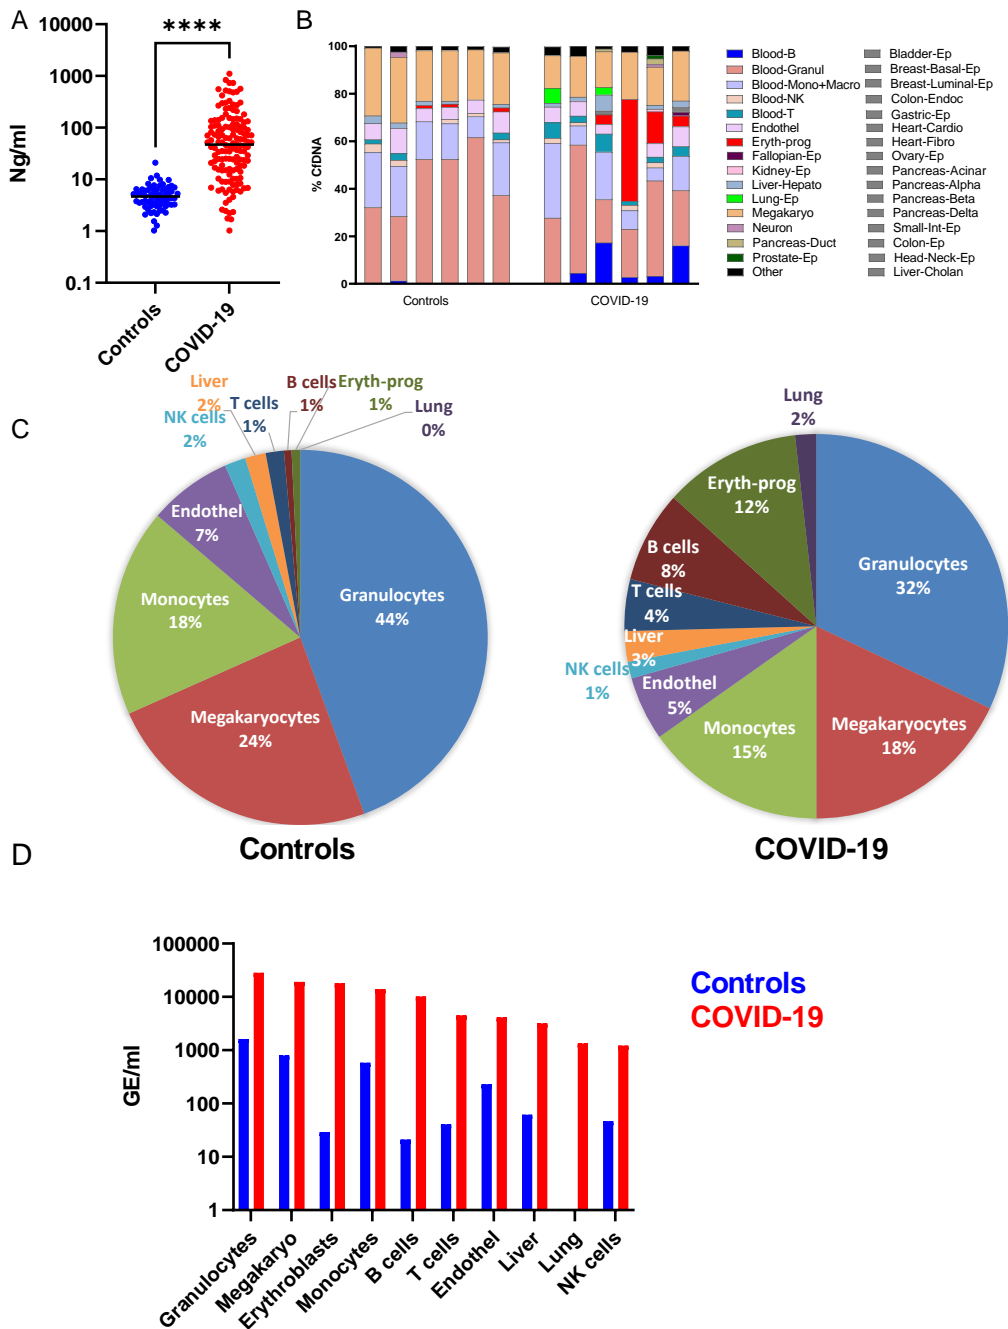 A
****
Ng/ml
10000
1000
100
10
1
0.1
Controls
COVID-19
B
% CfDNA
100
80
60
40
20
0
Controls
COVID-19
Blood-B
Blood-Granul
Blood-Mono+Macro
Blood-NK
Blood-T
Endothel
Eryth-prog
Fallopian-Ep
Kidney-Ep
Liver-Hepato
Lung-Ep
Megakaryo
Neuron
Pancreas-Duct
Prostate-Ep
Other
Bladder-Ep
Breast-Basal-Ep
Breast-Luminal-Ep
Colon-Endoc
Gastric-Ep
Heart-Cardio
Heart-Fibro
Ovary-Ep
Pancreas-Acinar
Pancreas-Alpha
Pancreas-Beta
Pancreas-Delta
Small-Int-Ep
Colon-Ep
Head-Neck-Ep
Liver-Cholan
C
Liver
2%
NK cells
2%
T cells
1%
B cells
1%
Eryth-prog
1%
Lung
0%
Endothel
7%
Monocytes
18%
Megakaryocytes
24%
Granulocytes
44%
Controls
Lung
2%
Eryth-prog
12%
B cells
8%
T cells
4%
Liver
3%
NK cells
1%
Endothel
5%
Monocytes
15%
Megakaryocytes
18%
Granulocytes
32%
COVID-19
D
GE/ml
100000
10000
1000
100
10
1
Granulocytes
Megakaryo
Erythroblasts
Monocytes
B cells
T cells
Endothel
Liver
Lung
NK cells
Controls
COVID-19